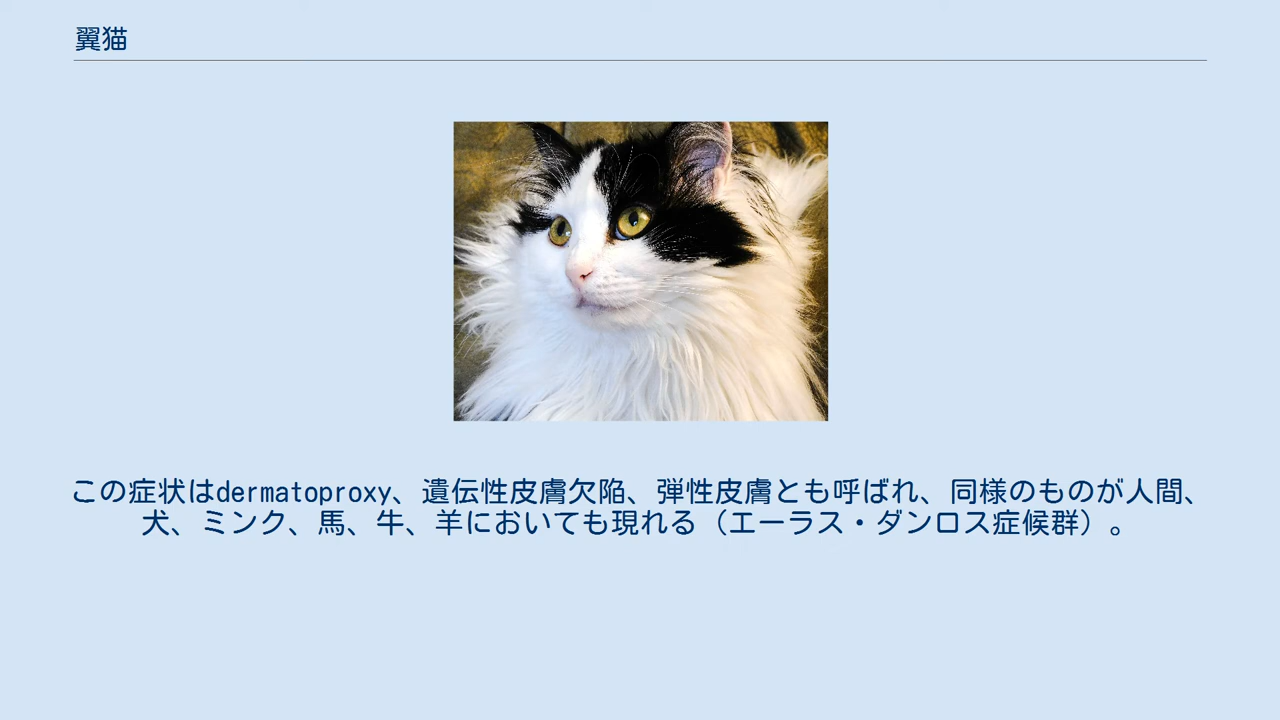 翼猫
この症状はdermatoproxy、遺伝性皮膚欠陥、弾性皮膚とも呼ばれ、同様のものが人間、
犬、ミンク、馬、牛、羊においても現れる（エーラス・ダンロス症候群）。